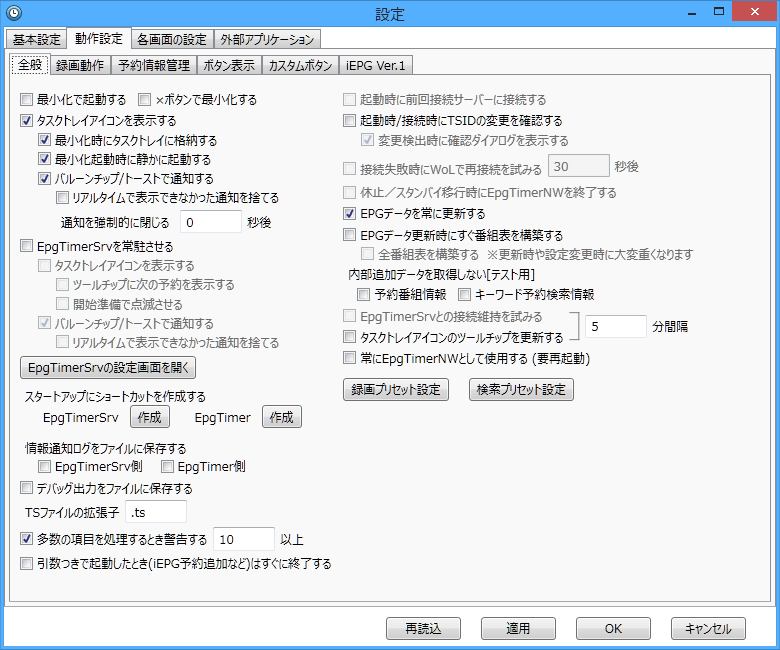 設定
基本設定 動作設定 各画面の設定 外部アプリケーション
全般 録画動作 予約情報管理 ボタン表示 カスタムボタン iEPG Ver.1
最小化で起動する ×ボタンで最小化する
タスクトレイアイコンを表示する
最小化時にタスクトレイに格納する
最小化起動時に静かに起動する
バルーンチップ/トーストで通知する
リアルタイムで表示できなかった通知を捨てる
通知を強制的に閉じる 0 秒後
EpgTimerSrvを常駐させる
タスクトレイアイコンを表示する
ツールチップに次の予約を表示する
開始準備で点滅させる
バルーンチップ/トーストで通知する
リアルタイムで表示できなかった通知を捨てる
EpgTimerSrvの設定画面を開く
スタートアップにショートカットを作成する
EpgTimerSrv 作成 EpgTimer 作成
情報通知ログをファイルに保存する
EpgTimerSrv側 EpgTimer側
デバッグ出力をファイルに保存する
TSファイルの拡張子 .ts
多数の項目を処理するとき警告する 10 以上
引数つきで起動したとき(iEPG予約追加など)はすぐに終了する
起動時に前回接続サーバーに接続する
起動時/接続時にTSIDの変更を確認する
変更検出時に確認ダイアログを表示する
接続失敗時にWoLで再接続を試みる 30 秒後
休止／スタンバイ移行時にEpgTimerNWを終了する
EPGデータを常に更新する
EPGデータ更新時にすぐ番組表を構築する
全番組表を構築する ※更新時や設定変更時に大変重くなります
内部追加データを取得しない[テスト用]
予約番組情報 キーワード予約検索情報
EpgTimerSrvとの接続維持を試みる
タスクトレイアイコンのツールチップを更新する 5 分間隔
常にEpgTimerNWとして使用する (要再起動)
録画プリセット設定 検索プリセット設定
再読込 適用 OK キャンセル